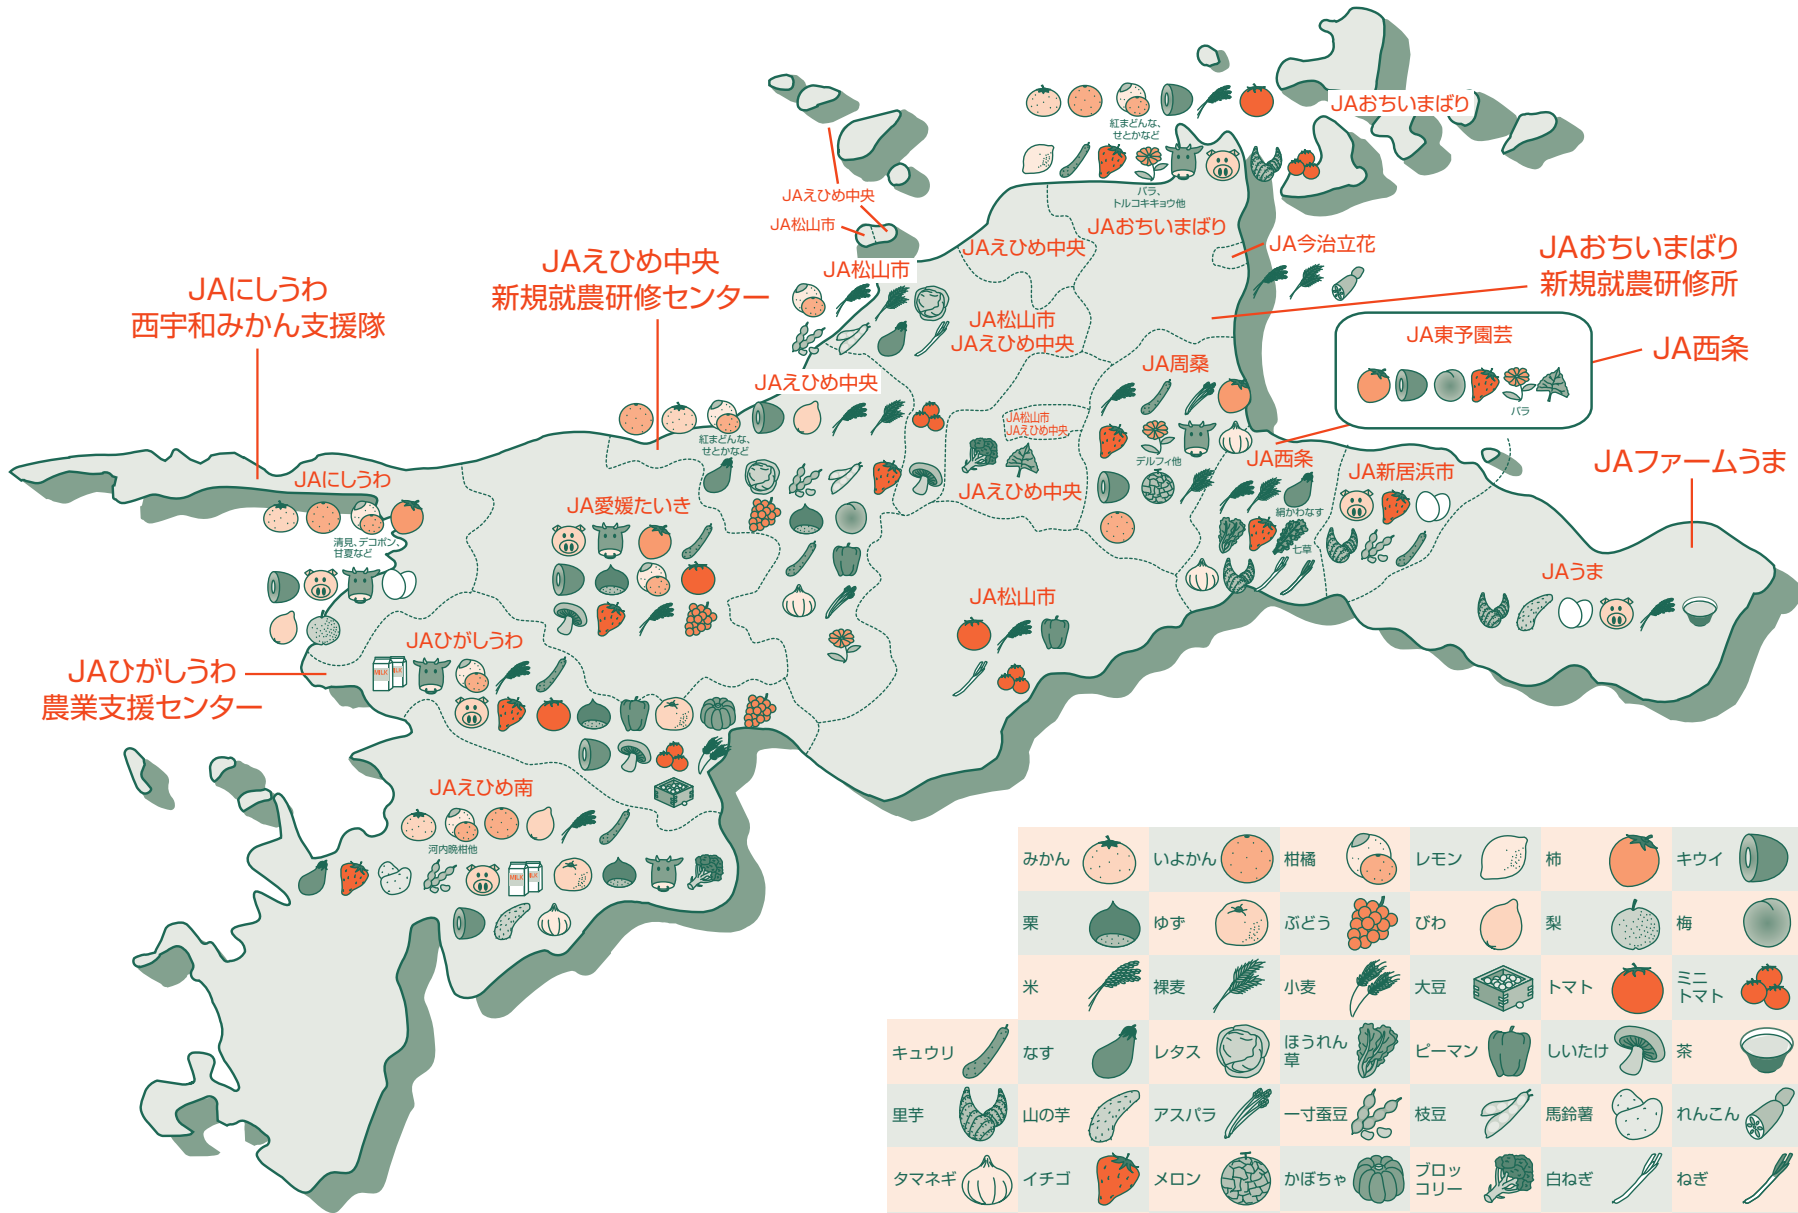 JAおちいまばり
紅まどんな、
せとかなど
バラ、
トルコキキョウ他
JAおちいまばり
JAえひめ中央
JA松山市
JA松山市
JAえひめ中央
JA今治立花
JAおちいまばり
新規就農研修所
JAえひめ中央
新規就農研修センター
JAにしうわ
西宇和みかん支援隊
JA松山市
JAえひめ中央
JA東予園芸
バラ
JA西条
JA周桑
デルフィ他
JAえひめ中央
紅まどんな、
せとかなど
JA松山市
JAえひめ中央
JAえひめ中央
JA西条
絹かわなす
七草
JA新居浜市
JAファームうま
JAにしうわ
清見、デコポン、
甘夏など
JA愛媛たいき
JA松山市
JAうま
JAひがしうわ
MILK
MILK
JAひがしうわ
農業支援センター
JAえひめ南
河内晩柑他
MILK
MILK
みかん
いよかん
柑橘
レモン
柿
キウイ
栗
ゆず
ぶどう
びわ
梨
梅
米
裸麦
小麦
大豆
トマト
ミニ
トマト
キュウリ
なす
レタス
ほうれん
草
ピーマン
しいたけ
茶
里芋
山の芋
アスパラ
一寸蚕豆
枝豆
馬鈴薯
れんこん
タマネギ
イチゴ
メロン
かぼちゃ
ブロッ
コリー
白ねぎ
ねぎ